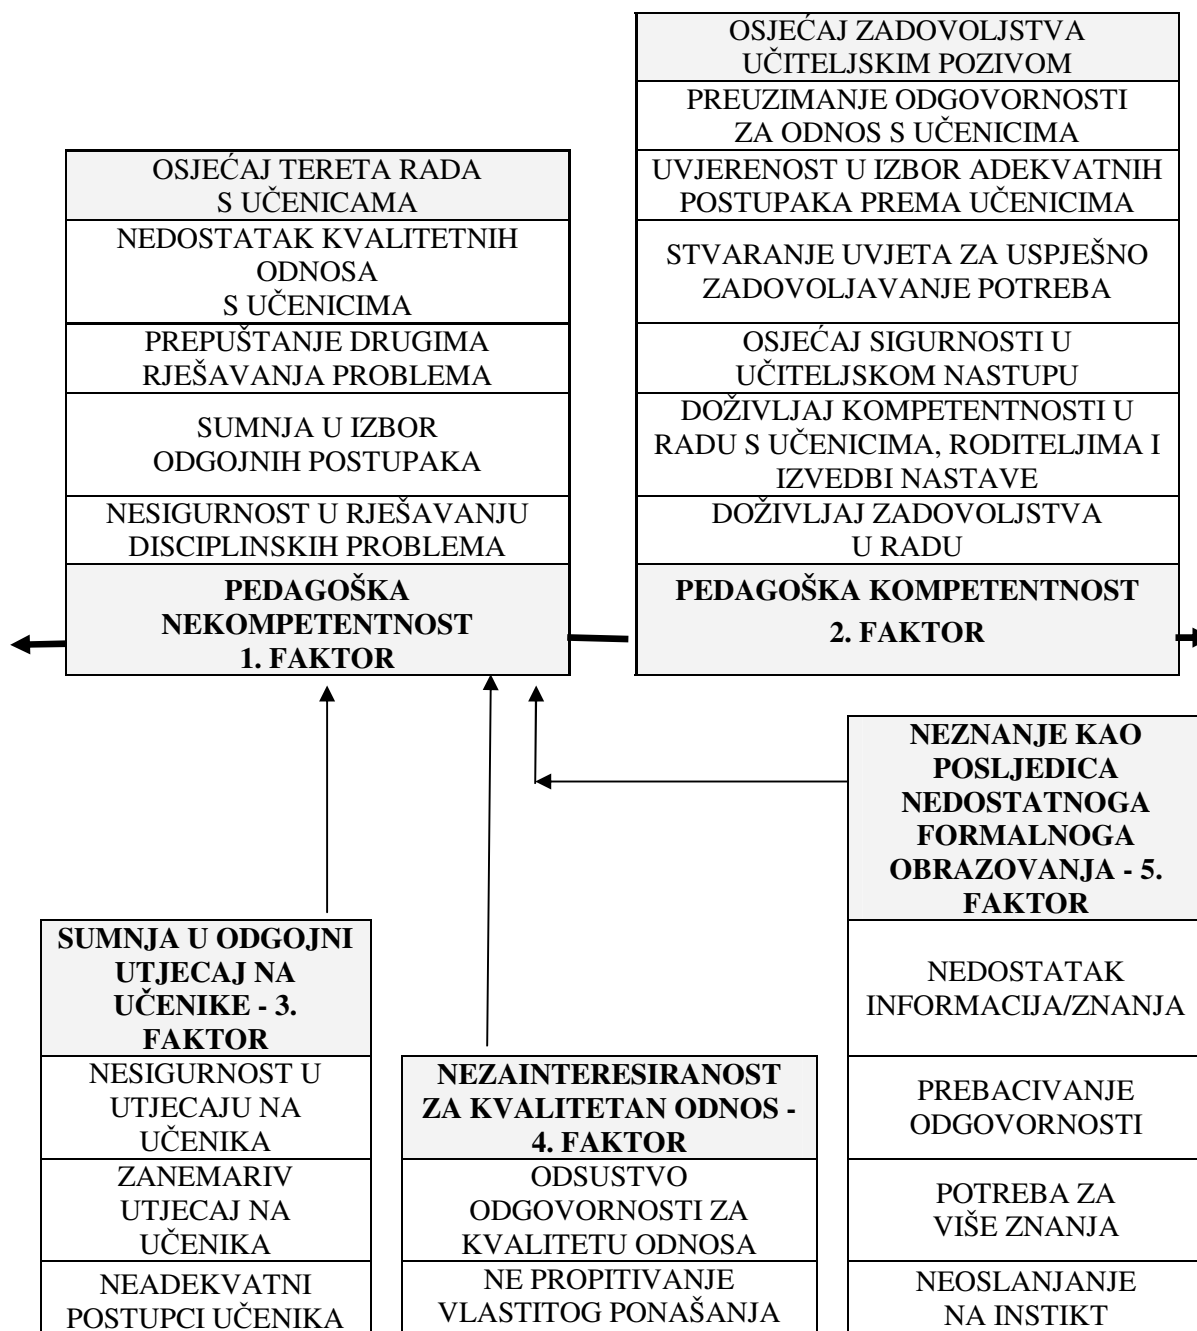 OSJEĆAJ ZADOVOLJSTVA
UČITELJSKIM POZIVOM
PREUZIMANJE ODGOVORNOSTI
ZA ODNOS S UČENICIMA
UVJERENOST U IZBOR ADEKVATNIH
POSTUPAKA PREMA UČENICIMA
STVARANJE UVJETA ZA USPJEŠNO
ZADOVOLJAVANJE POTREBA
OSJEĆAJ SIGURNOSTI U
UČITELJSKOM NASTUPU
DOŽIVLJAJ KOMPETENTNOSTI U
RADU S UČENICIMA, RODITELJIMA I
IZVEDBI NASTAVE
DOŽIVLJAJ ZADOVOLJSTVA
U RADU
PEDAGOŠKA KOMPETENTNOST
2. FAKTOR
OSJEĆAJ TERETA RADA
S UČENICAMA
NEDOSTATAK KVALITETNIH
ODNOSA
S UČENICIMA
PREPUŠTANJE DRUGIMA
RJEŠAVANJA PROBLEMA
SUMNJA U IZBOR
ODGOJNIH POSTUPAKA
NESIGURNOST U RJEŠAVANJU
DISCIPLINSKIH PROBLEMA
PEDAGOŠKA
NEKOMPETENTNOST
1. FAKTOR
SUMNJA U ODGOJNI
UTJECAJ NA
UČENIKE - 3.
FAKTOR
NESIGURNOST U
UTJECAJU NA
UČENIKA
ZANEMARIV
UTJECAJ NA
UČENIKA
NEADEKVATNI
POSTUPCI UČENIKA
NEZAINTERESIRANOST
ZA KVALITETAN ODNOS -
4. FAKTOR
ODSUSTVO
ODGOVORNOSTI ZA
KVALITETU ODNOSA
NE PROPITIVANJE
VLASTITOG PONAŠANJA
NEZNANJE KAO
POSLJEDICA
NEDOSTATNOGA
FORMALNOGA
OBRAZOVANJA - 5.
FAKTOR
NEDOSTATAK
INFORMACIJA/ZNANJA
PREBACIVANJE
ODGOVORNOSTI
POTREBA ZA
VIŠE ZNANJA
NEOSLANJANJE
NA INSTIKT